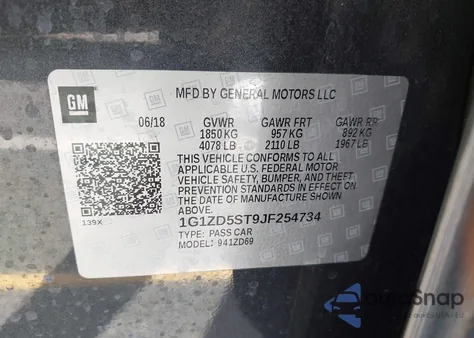 GM
MFD BY GENERAL MOTORS LLC
06/18 GVWR GAWR FRT GAWR RR
1850 KG 957 KG 892 KG
4078 LB 2110 LB 1967 LB
THIS VEHICLE CONFORMS TO ALL
APPLICABLE U.S. FEDERAL MOTOR
VEHICLE SAFETY, BUMPER, AND THEFT
PREVENTION STANDARDS IN EFFECT ON
THE DATE OF MANUFACTURE SHOWN ABOVE.
139X 1G1ZD5ST9JF254734
TYPE: PASS CAR
MODEL: 941ZD69
AutoSnap